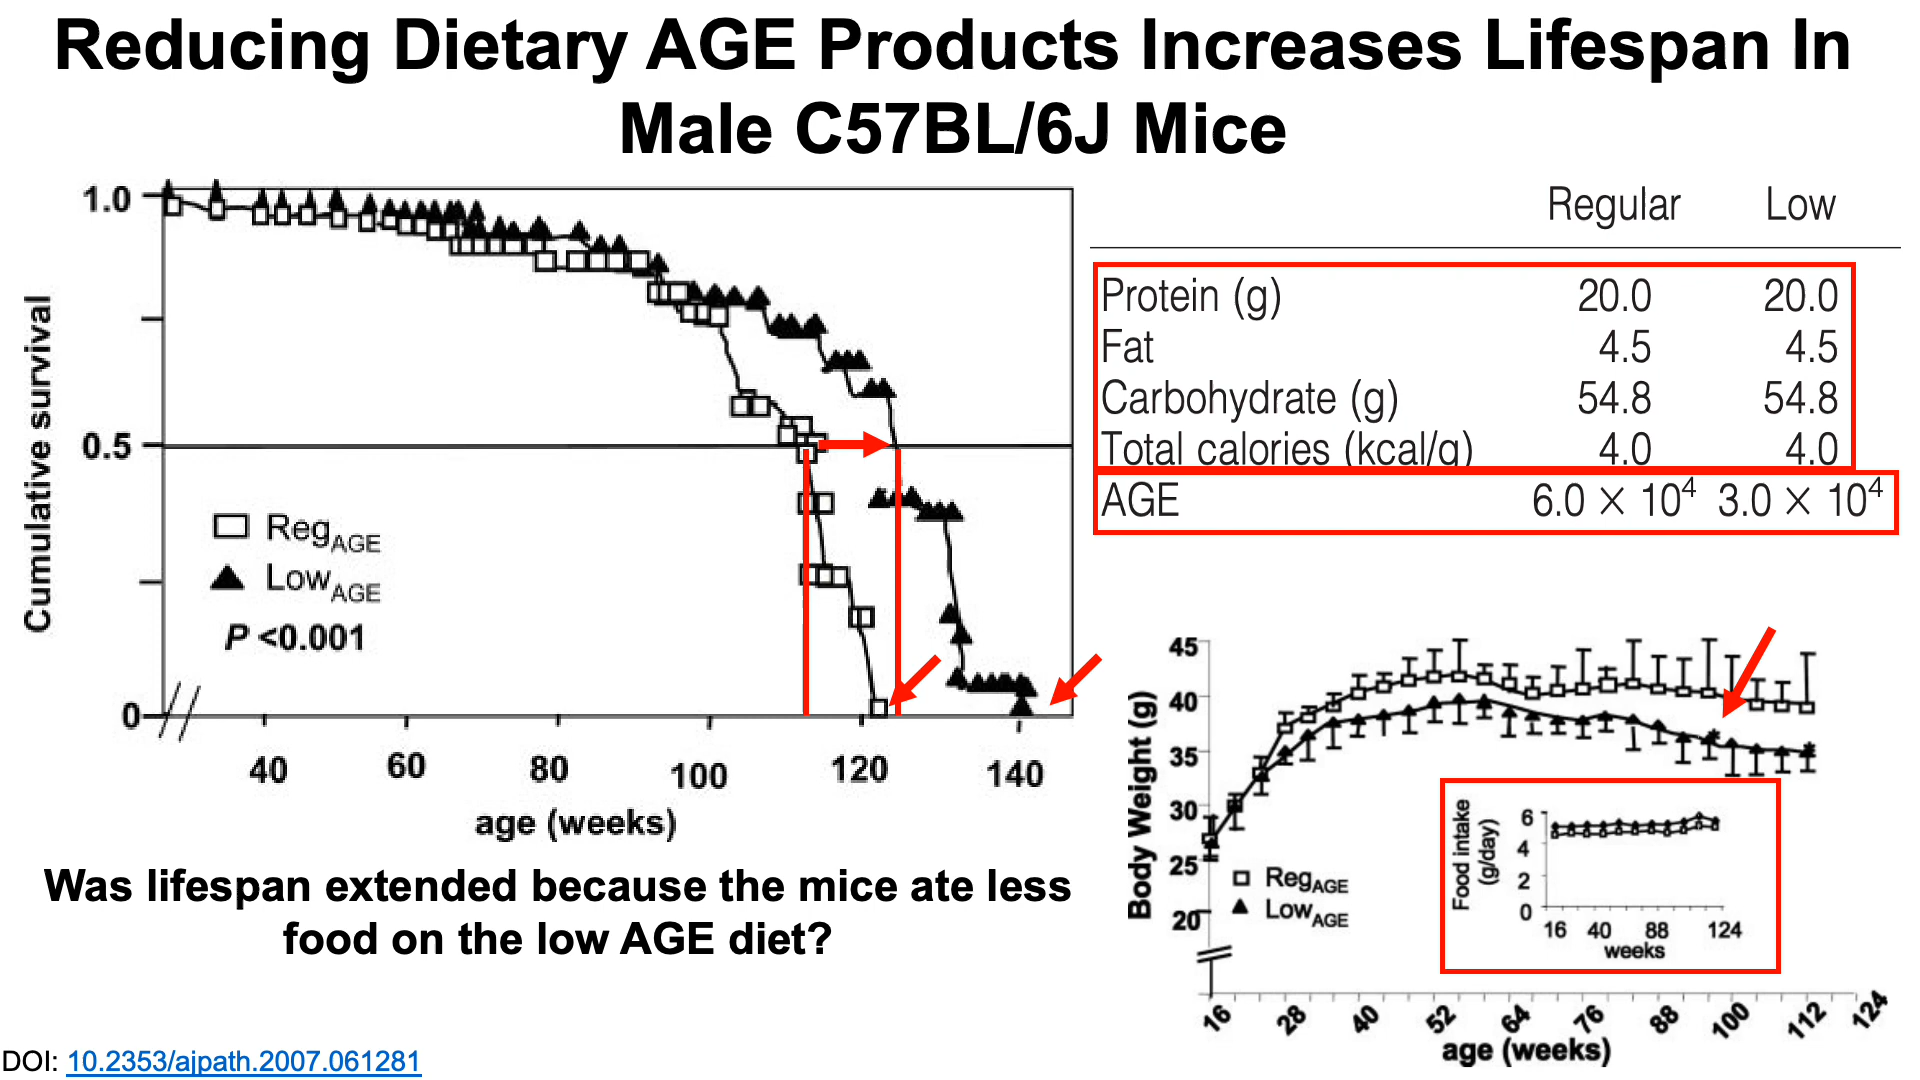 Reducing Dietary AGE Products Increases Lifespan In
Male C57BL/6J Mice
Cumulative survival
1.0
0.5
0
RegAGE
LowAGE
P <0.001
40 60 80 100 120 140
age (weeks)
Regular Low
Protein (g) 20.0 20.0
Fat 4.5 4.5
Carbohydrate (g) 54.8 54.8
Total calories (kcal/g) 4.0 4.0
AGE 6.0 × 10⁴ 3.0 × 10⁴
Body Weight (g)
45
40
35
30
25
20
RegAGE
LowAGE
Food intake
(g/day)
6
4
2
0
16 40 88 124
weeks
16 28 40 52 64 76 88 100 112 124
age (weeks)
Was lifespan extended because the mice ate less
food on the low AGE diet?
DOI: 10.2353/ajpath.2007.061281